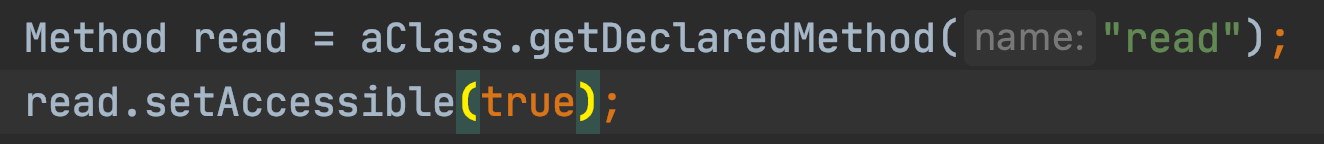 Method read = aClass.getDeclaredMethod( name: "read");
read.setAccessible(true);